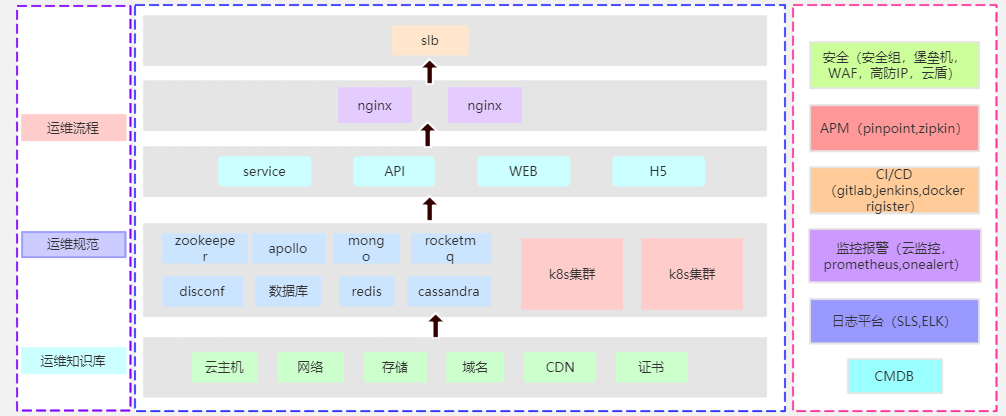 运维流程
运维规范
运维知识库
slb
nginx
nginx
service
API
WEB
H5
zookeepe
r
apollo
mong
o
rocketm
q
disconf
数据库
redis
cassandra
k8s集群
k8s集群
云主机
网络
存储
域名
CDN
证书
安全（安全组，堡垒机，
WAF，高防IP，云盾）
APM（pinpoint,zipkin）
CI/CD
（gitlab,jenkins,docker
rigister）
监控报警（云监控，
prometheus,onealert）
日志平台（SLS,ELK）
CMDB